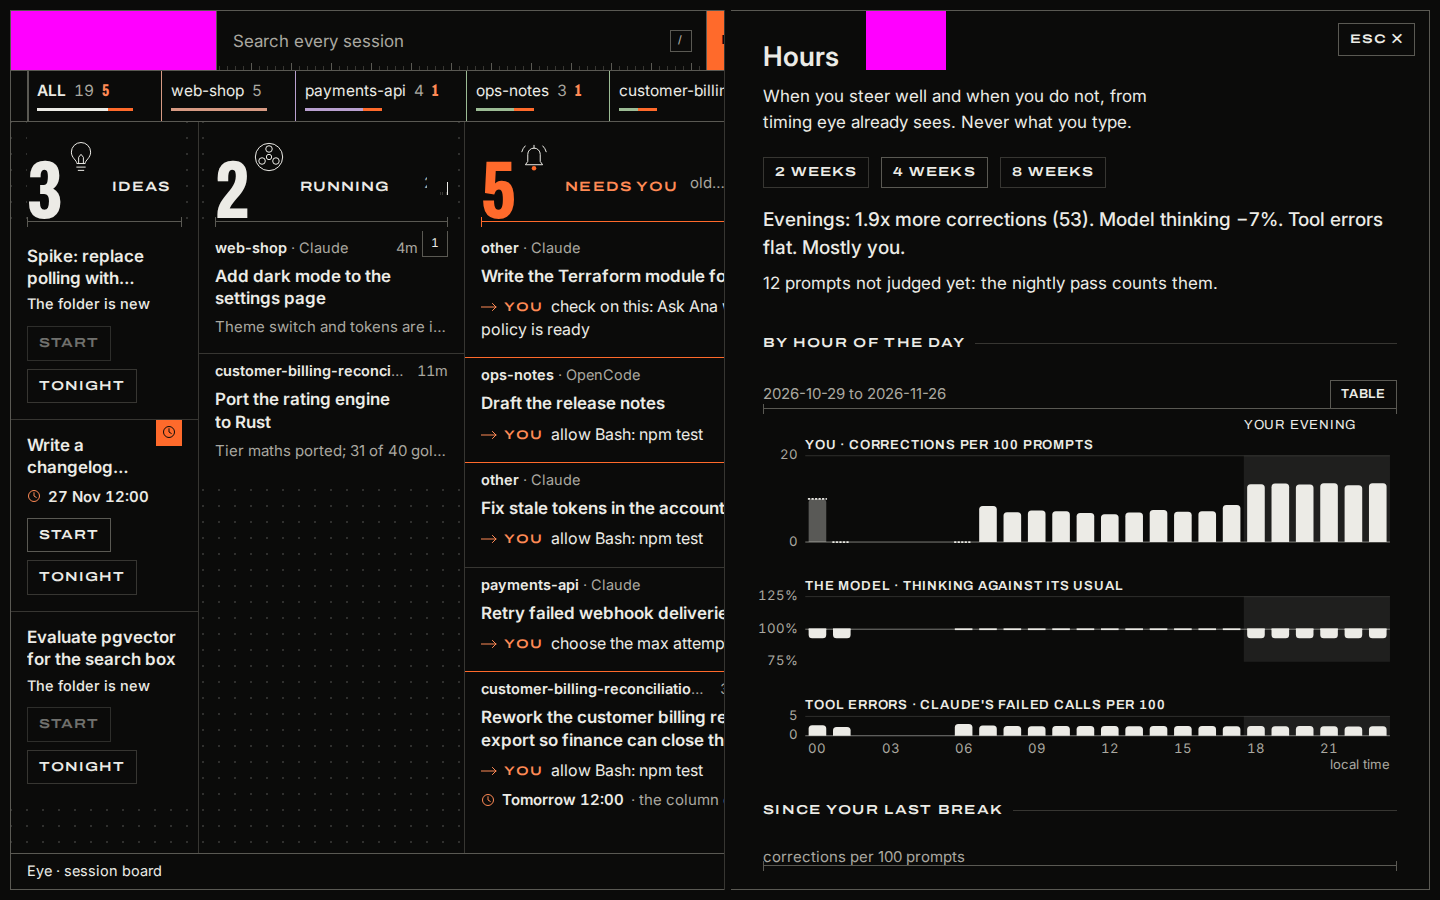 Search every session
/
ALL 19 5
web-shop 5
payments-api 4 1
ops-notes 3 1
3
IDEAS
2
RUNNING
5
NEEDS YOU
old...
Spike: replace
polling with...
The folder is new
START
TONIGHT
Write a
changelog...
27 Nov 12:00
START
TONIGHT
Evaluate pgvector
for the search box
The folder is new
START
TONIGHT
web-shop · Claude 4m 1
Add dark mode to the
settings page
Theme switch and tokens are i...
customer-billing-reconci... 11m
Port the rating engine
to Rust
Tier maths ported; 31 of 40 gol...
other · Claude
Write the Terraform module
→ YOU check on this: Ask Ana
policy is ready
ops-notes · OpenCode
Draft the release notes
→ YOU allow Bash: npm test
other · Claude
Fix stale tokens in the account
→ YOU allow Bash: npm test
payments-api · Claude
Retry failed webhook
→ YOU choose the max
customer-billing-reconciliatio...
Rework the customer billing
export so finance can close
→ YOU allow Bash: npm test
Tomorrow 12:00 · the column
Eye · session board
Hours
ESC ✕
When you steer well and when you do not, from
timing eye already sees. Never what you type.
2 WEEKS
4 WEEKS
8 WEEKS
Evenings: 1.9x more corrections (53). Model thinking −7%. Tool errors
flat. Mostly you.
12 prompts not judged yet: the nightly pass counts them.
BY HOUR OF THE DAY
2026-10-29 to 2026-11-26
TABLE
YOUR EVENING
YOU · CORRECTIONS PER 100 PROMPTS
20
0
THE MODEL · THINKING AGAINST ITS USUAL
125%
100%
75%
TOOL ERRORS · CLAUDE'S FAILED CALLS PER 100
5
0
00 03 06 09 12 15 18 21
local time
SINCE YOUR LAST BREAK
corrections per 100 prompts